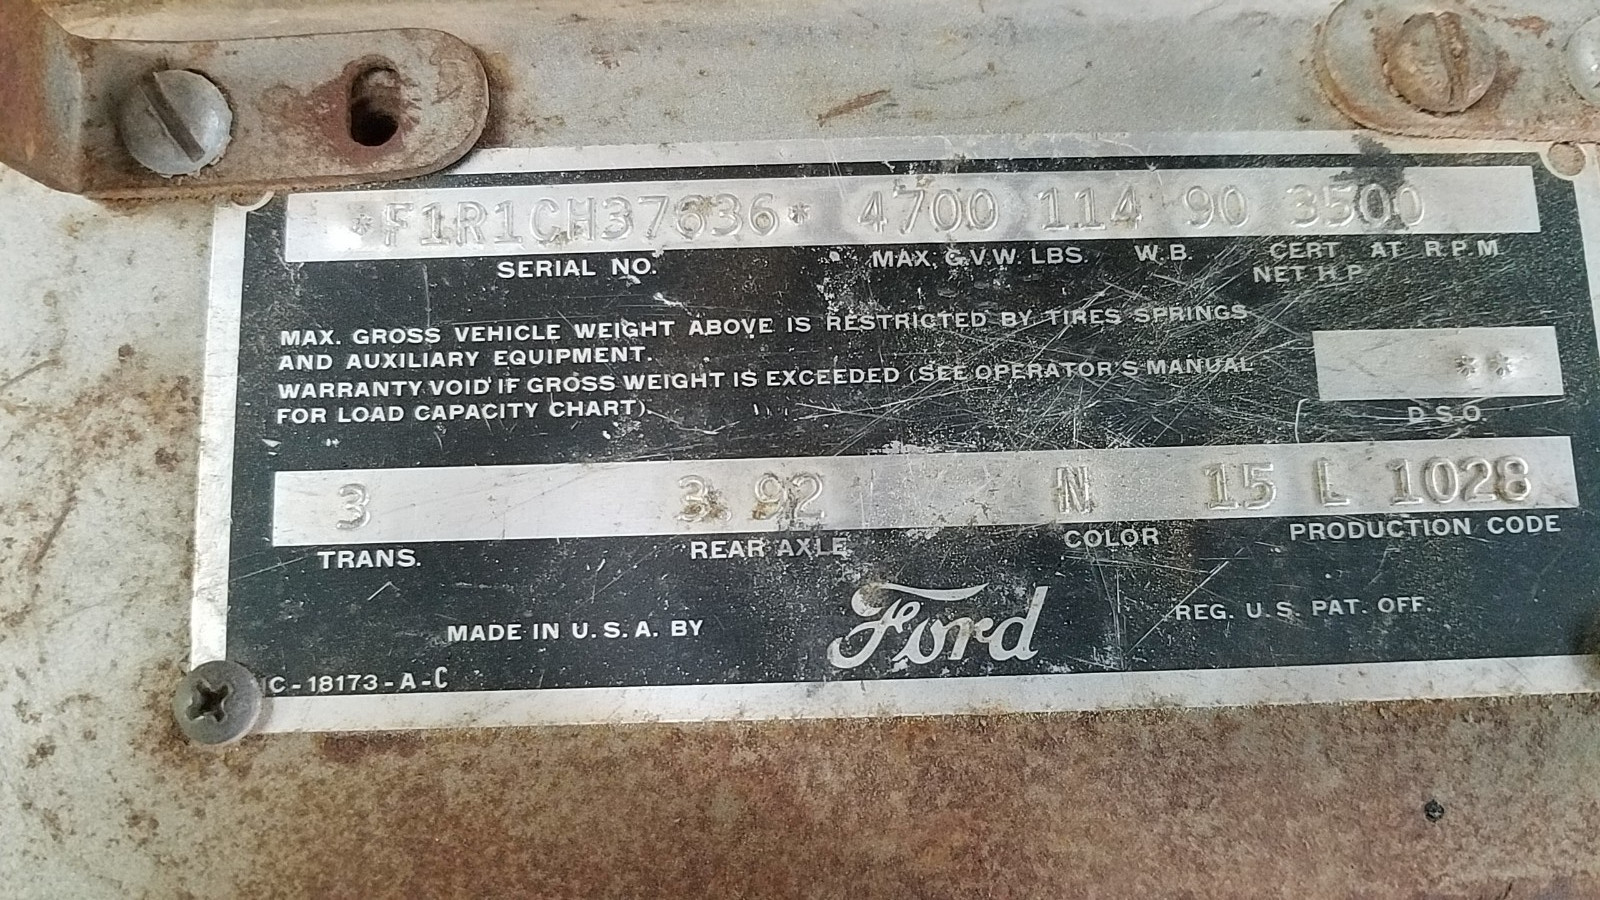 *F1R1CH37636* 4700 114 90 3500
SERIAL NO. MAX. G.V.W. LBS. W.B. CERT AT R.P.M
NET H.P
MAX. GROSS VEHICLE WEIGHT ABOVE IS RESTRICTED BY TIRES SPRINGS
AND AUXILIARY EQUIPMENT.
WARRANTY VOID IF GROSS WEIGHT IS EXCEEDED (SEE OPERATOR'S MANUAL
FOR LOAD CAPACITY CHART).
**
D.S.O.
3 3.92 N 15 L 1028
TRANS. REAR AXLE COLOR PRODUCTION CODE
MADE IN U.S.A. BY Ford REG. U.S. PAT. OFF.
C-18173-A-C